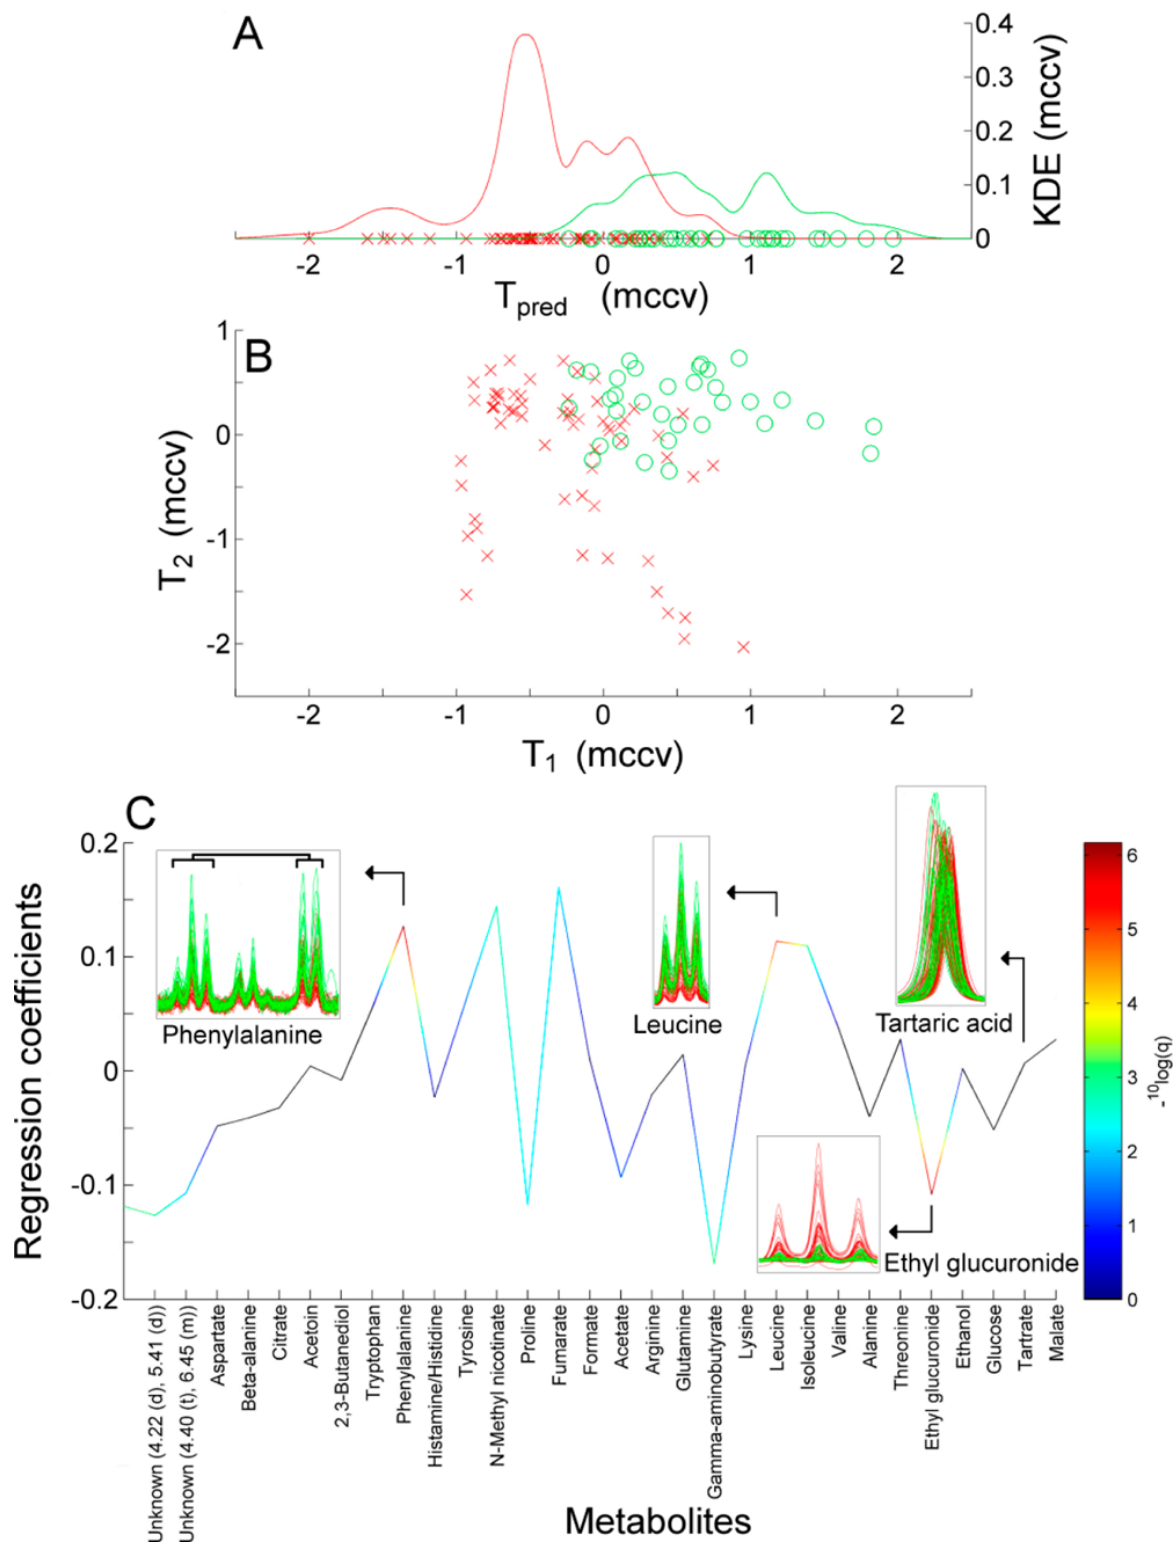 A
0.4
0.3
0.2
0.1
0
KDE (mccv)
-2 -1 0 1 2
Tpred (mccv)
B
1
0
-1
-2
T2 (mccv)
-2 -1 0 1 2
T1 (mccv)
C
0.2
0.1
0
-0.1
-0.2
Regression coefficients
Phenylalanine
Leucine
Tartaric acid
Ethyl glucuronide
6
5
4
3
2
1
0
-10log(q)
Unknown (4.22 (d), 5.41 (d))
Unknown (4.40 (t), 6.45 (m))
Aspartate
Beta-alanine
Citrate
Acetoin
2,3-Butanediol
Tryptophan
Phenylalanine
Histamine/Histidine
Tyrosine
N-Methyl nicotinate
Proline
Fumarate
Formate
Acetate
Arginine
Glutamine
Gamma-aminobutyrate
Lysine
Leucine
Isoleucine
Valine
Alanine
Threonine
Ethyl glucuronide
Ethanol
Glucose
Tartrate
Malate
Metabolites